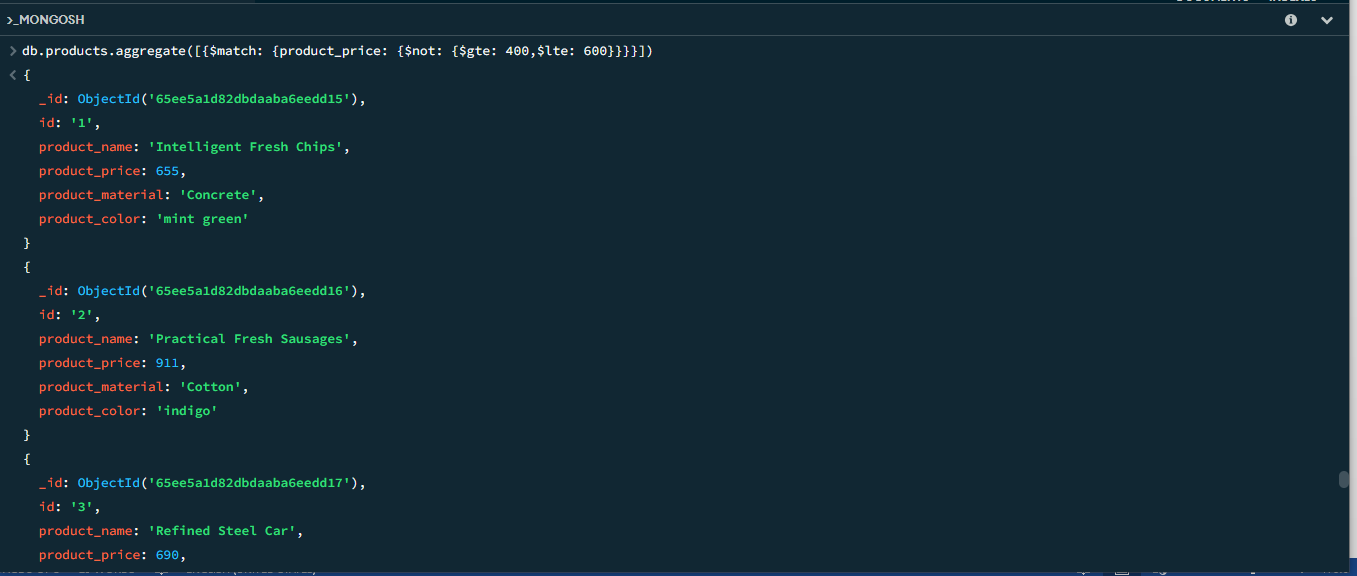 >_MONGOSH
> db.products.aggregate([{$match: {product_price: {$not: {$gte: 400,$lte: 600}}}}])
< {
_id: ObjectId('65ee5a1d82dbdaaba6eedd15'),
id: '1',
product_name: 'Intelligent Fresh Chips',
product_price: 655,
product_material: 'Concrete',
product_color: 'mint green'
}
{
_id: ObjectId('65ee5a1d82dbdaaba6eedd16'),
id: '2',
product_name: 'Practical Fresh Sausages',
product_price: 911,
product_material: 'Cotton',
product_color: 'indigo'
}
{
_id: ObjectId('65ee5a1d82dbdaaba6eedd17'),
id: '3',
product_name: 'Refined Steel Car',
product_price: 690,